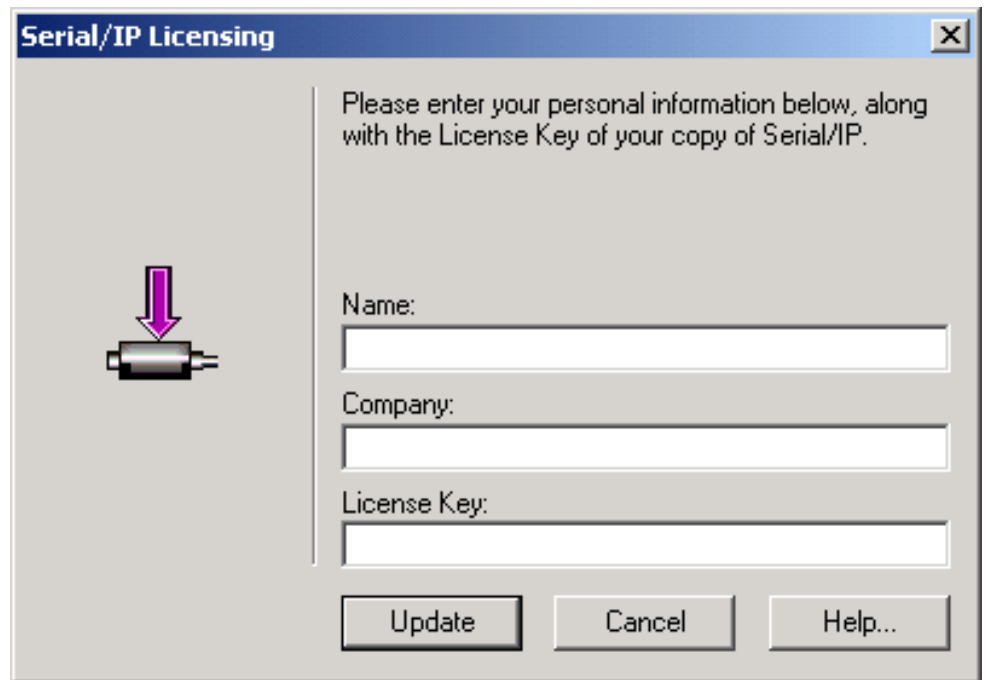 Serial/IP Licensing
Please enter your personal information below, along
with the License Key of your copy of Serial/IP.
Name:
Company:
License Key:
Update Cancel Help...